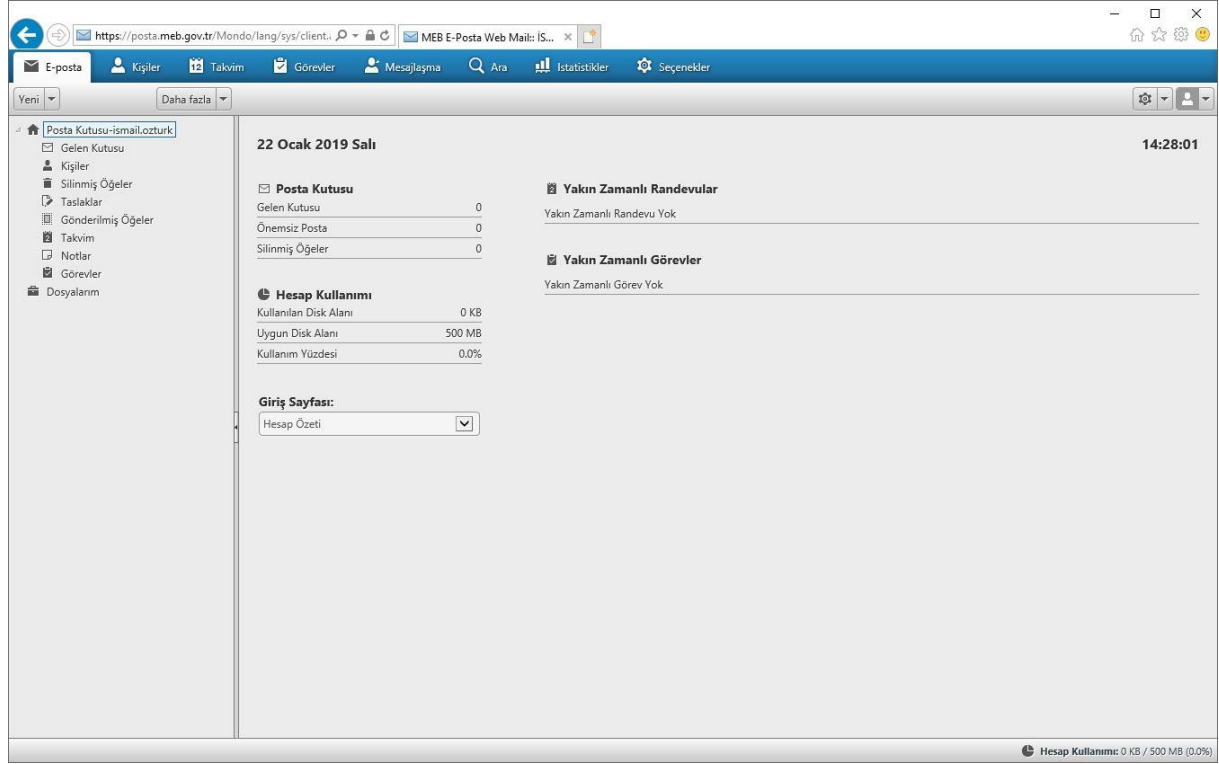 https://posta.meb.gov.tr/Mondo/lang/sys/client..
MEB E-Posta Web Mail:: İS...
E-posta
Kişiler
12 Takvim
Görevler
Mesajlaşma
Ara
Istatistikler
Seçenekler
Yeni
Daha fazla
Posta Kutusu-ismail.ozturk
Gelen Kutusu
Kişiler
Silinmiş Öğeler
Taslaklar
Gönderilmiş Öğeler
Takvim
Notlar
Görevler
Dosyalarım
22 Ocak 2019 Salı
14:28:01
Posta Kutusu
Gelen Kutusu 0
Önemsiz Posta 0
Silinmiş Öğeler 0
Hesap Kullanımı
Kullanılan Disk Alanı 0 KB
Uygun Disk Alanı 500 MB
Kullanım Yüzdesi 0.0%
Giriş Sayfası:
Hesap Özeti
Yakın Zamanlı Randevular
Yakın Zamanlı Randevu Yok
Yakın Zamanlı Görevler
Yakın Zamanlı Görev Yok
Hesap Kullanımı: 0 KB / 500 MB (0.0%)